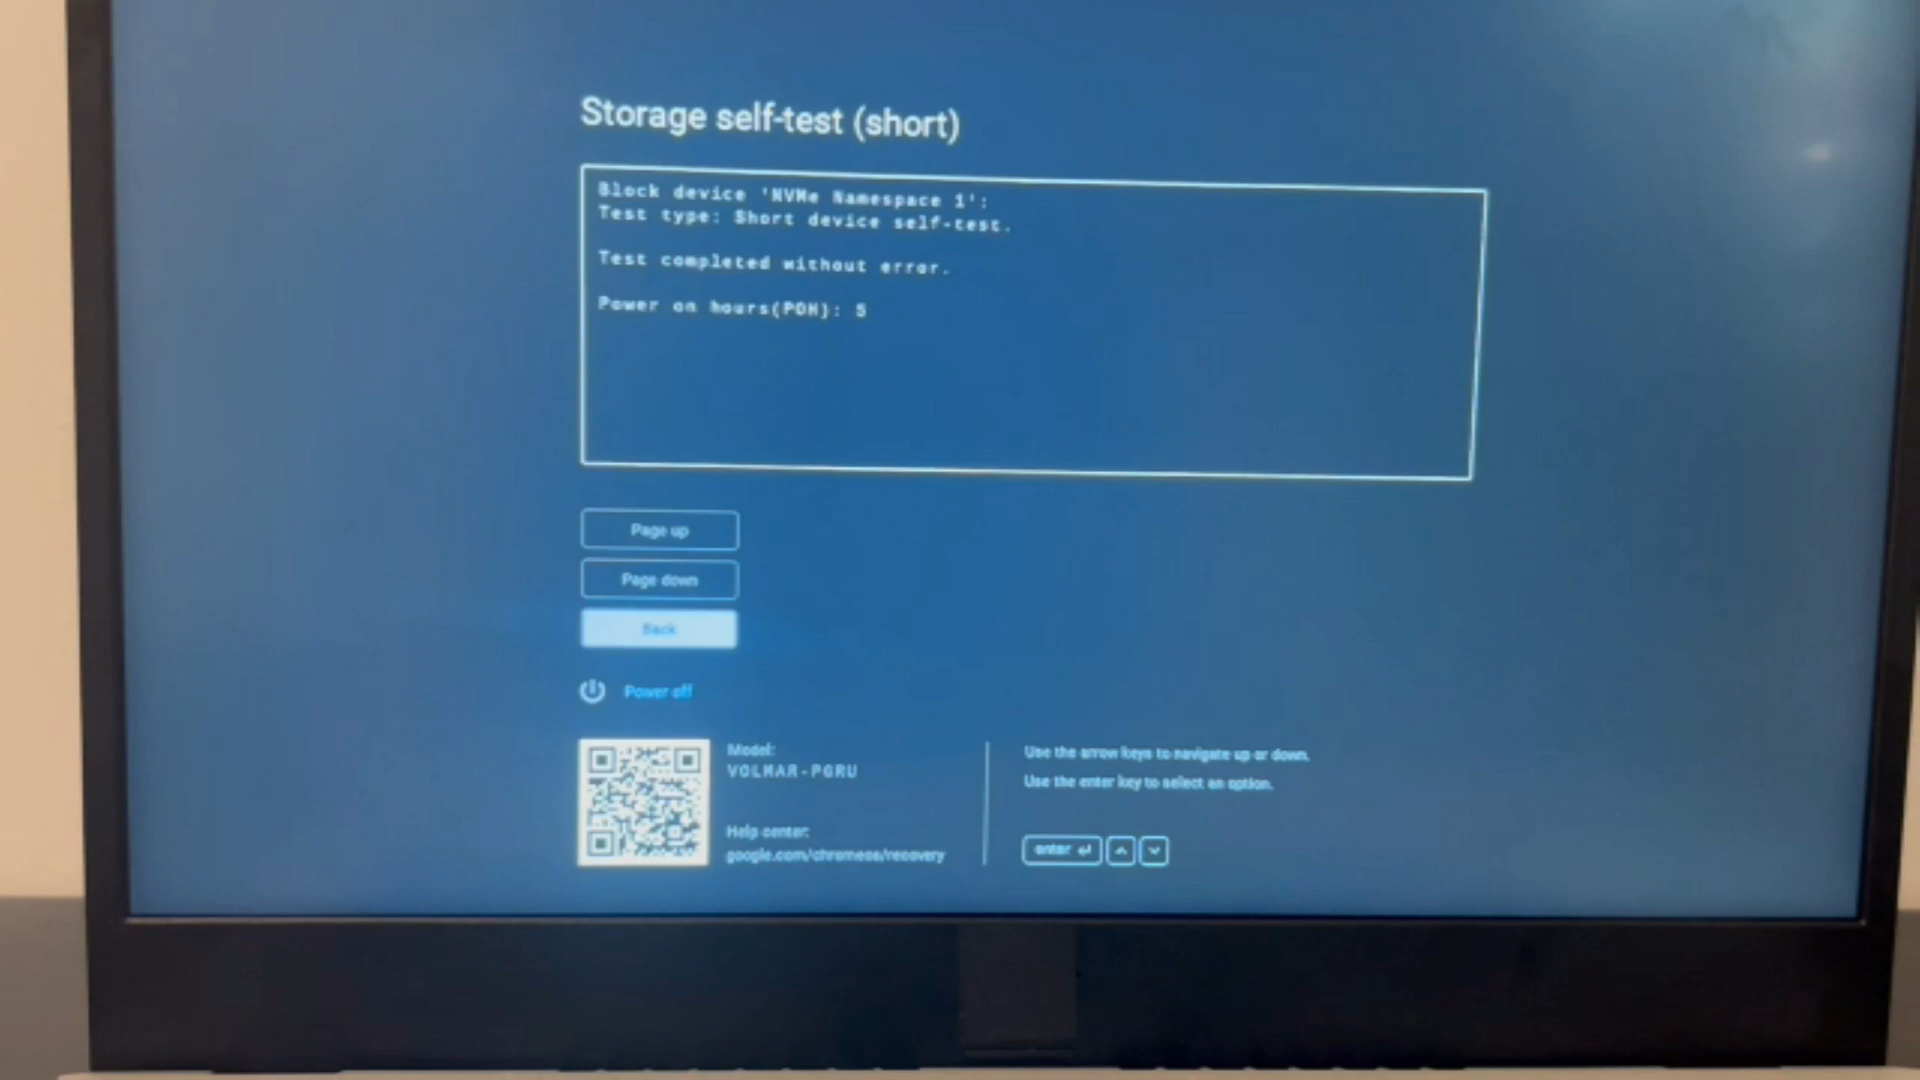 Storage self-test (short)
Block device 'NVMe Namespace 1':
Test type: Short device self-test.
Test completed without error.
Power on hours(POH): 5
Page up
Page down
Back
Power off
Model:
VOLMAR-PGRU
Help center:
google.com/chromeos/recovery
Use the arrow keys to navigate up or down.
Use the enter key to select an option.
enter